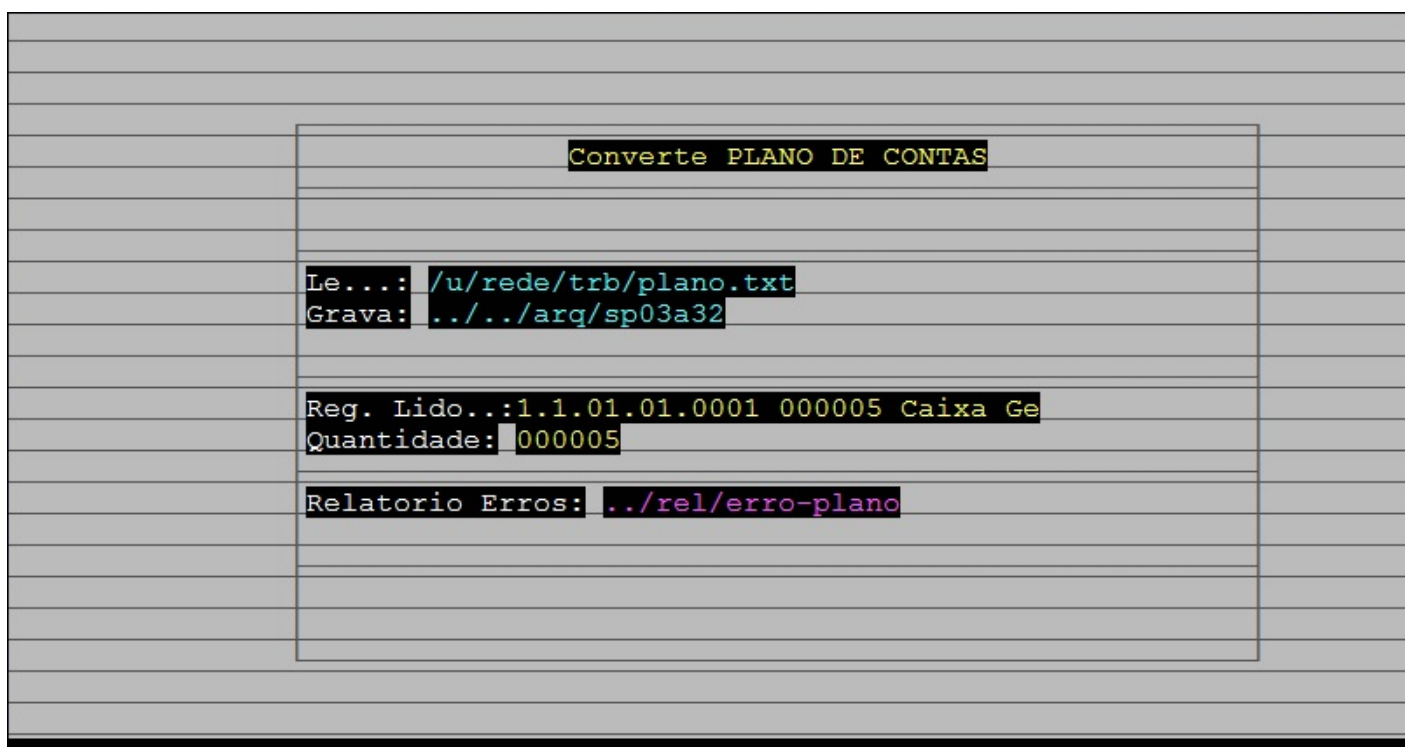 Converte PLANO DE CONTAS
Le...: /u/rede/trb/plano.txt
Grava: ../../arq/sp03a32
Reg. Lido..:1.1.01.01.0001 000005 Caixa Ge
Quantidade: 000005
Relatorio Erros: ../rel/erro-plano